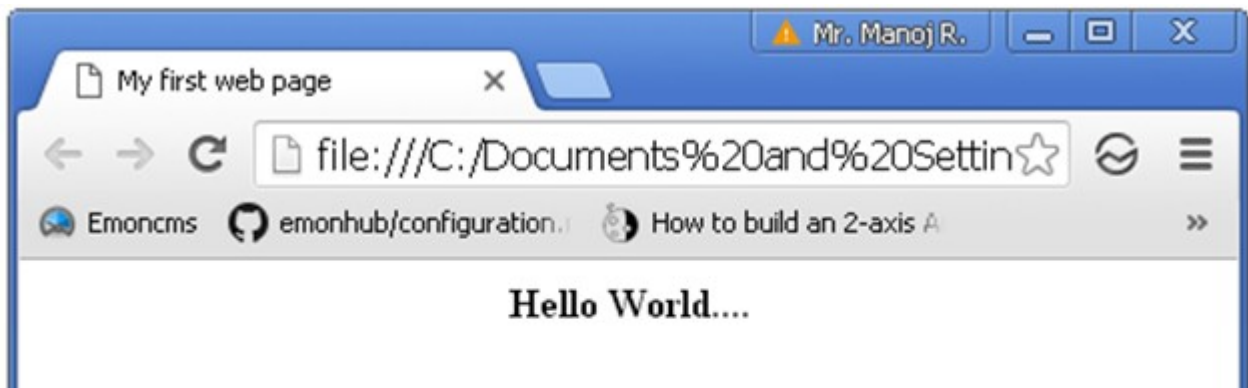 Mr. Manoj R.
My first web page
file:///C:/Documents%20and%20Settin
Emoncms emonhub/configuration. How to build an 2-axis A
Hello World....